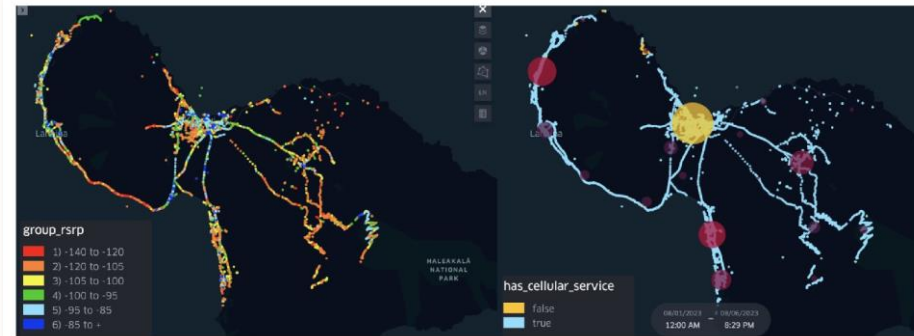 Lahaina
group_rsrp
1) -140 to -120
2) -120 to -105
3) -105 to -100
4) -100 to -95
5) -95 to -85
6) -85 to +
HALEAKALĀ
NATIONAL
PARK
EN
has_cellular_service
false
true
08/01/2023
12:00 AM
–
09/06/2023
8:29 PM